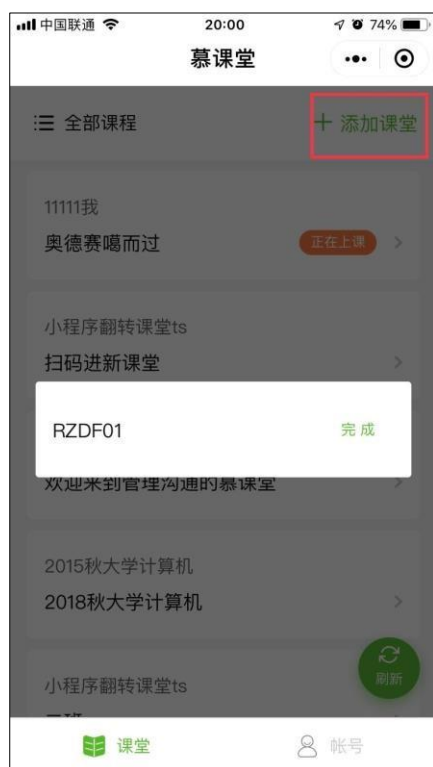 中国联通 20:00 74%
慕课堂
全部课程 + 添加课堂
11111我
奥德赛噶而过 正在上课
小程序翻转课堂ts
扫码进新课堂
RZDF01 完成
欢迎来到管理沟通的慕课堂
2015秋大学计算机
2018秋大学计算机
刷新
小程序翻转课堂ts
课堂 帐号